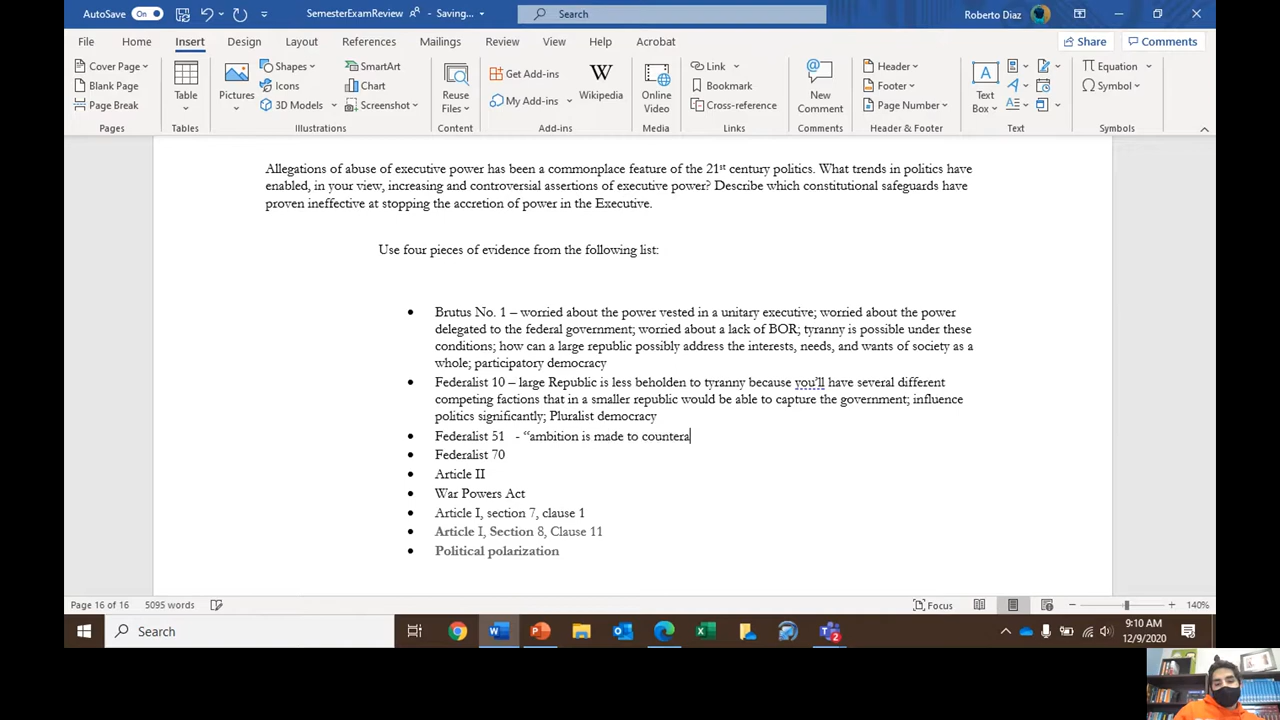 AutoSave On SemesterExamReview - Saving... Search Roberto Diaz
File Home Insert Design Layout References Mailings Review View Help Acrobat Share Comments
Cover Page Blank Page Page Break Pages
Table Tables
Pictures Shapes Icons 3D Models SmartArt Chart Screenshot Illustrations
Reuse Files Content
Get Add-ins My Add-ins Wikipedia Add-ins
Online Video Media
Link Bookmark Cross-reference Links
New Comment Comments
Header Footer Page Number Header & Footer
Text Box Text
Equation Symbol Symbols
Allegations of abuse of executive power has been a commonplace feature of the 21st century politics. What trends in politics have
enabled, in your view, increasing and controversial assertions of executive power? Describe which constitutional safeguards have
proven ineffective at stopping the accretion of power in the Executive.
Use four pieces of evidence from the following list:
• Brutus No. 1 – worried about the power vested in a unitary executive; worried about the power
delegated to the federal government; worried about a lack of BOR; tyranny is possible under these
conditions; how can a large republic possibly address the interests, needs, and wants of society as a
whole; participatory democracy
• Federalist 10 – large Republic is less beholden to tyranny because you'll have several different
competing factions that in a smaller republic would be able to capture the government; influence
politics significantly; Pluralist democracy
• Federalist 51 - “ambition is made to countera
• Federalist 70
• Article II
• War Powers Act
• Article I, section 7, clause 1
• Article I, Section 8, Clause 11
• Political polarization
Page 16 of 16 5095 words Focus 140%
Search 9:10 AM
12/9/2020